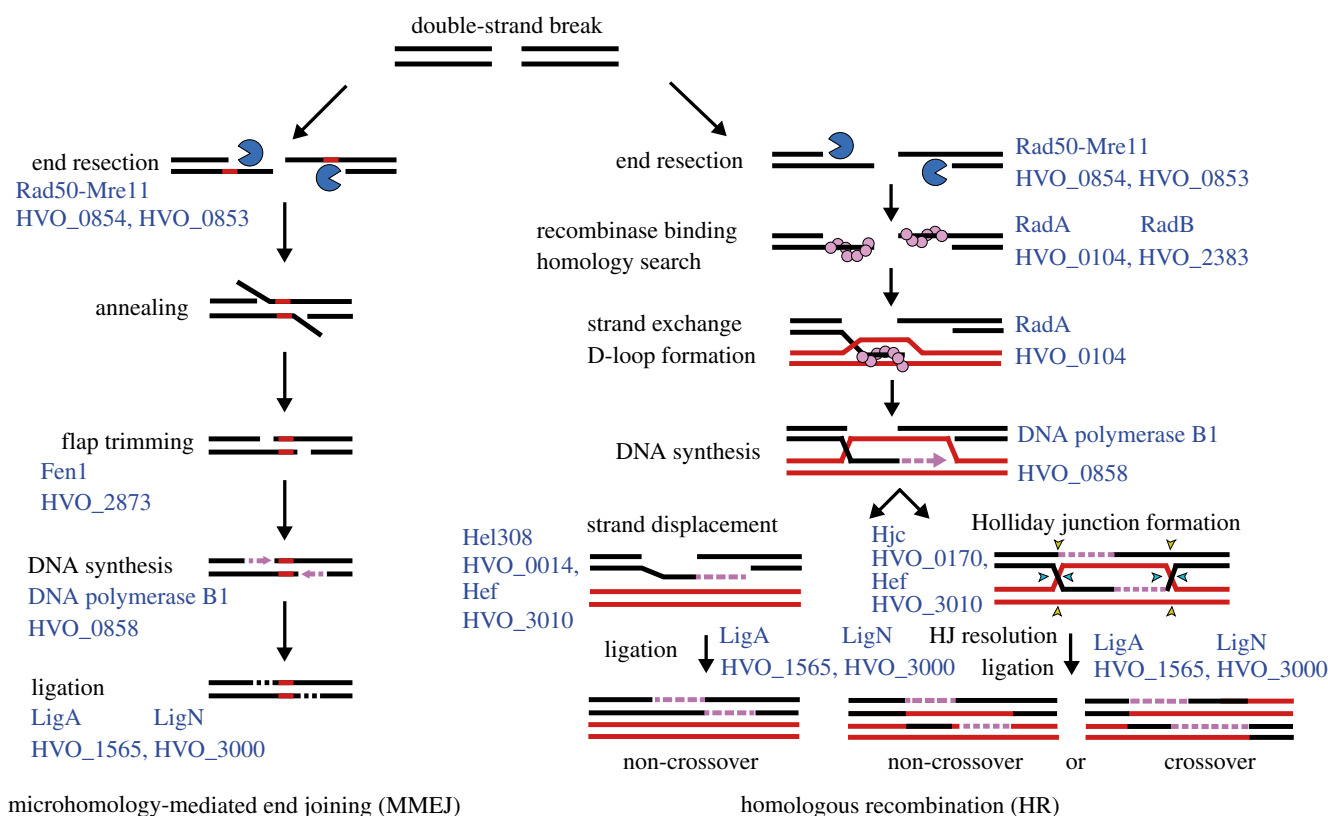 double-strand break
end resection
Rad50-Mre11
HVO_0854, HVO_0853
annealing
flap trimming
Fen1
HVO_2873
DNA synthesis
DNA polymerase B1
HVO_0858
ligation
LigA LigN
HVO_1565, HVO_3000
microhomology-mediated end joining (MMEJ)
end resection
Rad50-Mre11
HVO_0854, HVO_0853
recombinase binding
homology search
RadA RadB
HVO_0104, HVO_2383
strand exchange
D-loop formation
RadA
HVO_0104
DNA synthesis
DNA polymerase B1
HVO_0858
strand displacement
Hel308
HVO_0014,
Hef
HVO_3010
ligation
LigA LigN
HVO_1565, HVO_3000
non-crossover
Hjc
HVO_0170,
Hef
HVO_3010
Holliday junction formation
HJ resolution
ligation
LigA LigN
HVO_1565, HVO_3000
non-crossover or crossover
homologous recombination (HR)